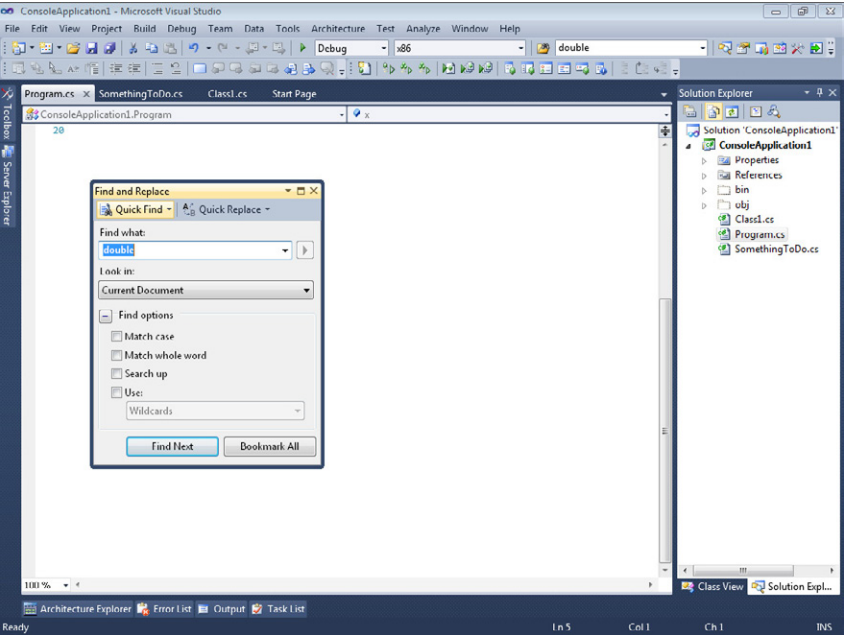 ConsoleApplication1 - Microsoft Visual Studio
File Edit View Project Build Debug Team Data Tools Architecture Test Analyze Window Help
Debug x86 double
Program.cs x SomethingToDo.cs Class1.cs Start Page
ConsoleApplication1.Program x
20
Find and Replace
Quick Find Quick Replace
Find what:
double
Look in:
Current Document
Find options
Match case
Match whole word
Search up
Use:
Wildcards
Find Next Bookmark All
100 %
Toolbox
Server Explorer
Solution Explorer
Solution 'ConsoleApplication1'
ConsoleApplication1
Properties
References
bin
obj
Class1.cs
Program.cs
SomethingToDo.cs
Class View Solution Expl...
Architecture Explorer Error List Output Task List
Ready Ln 5 Col 1 Ch 1 INS